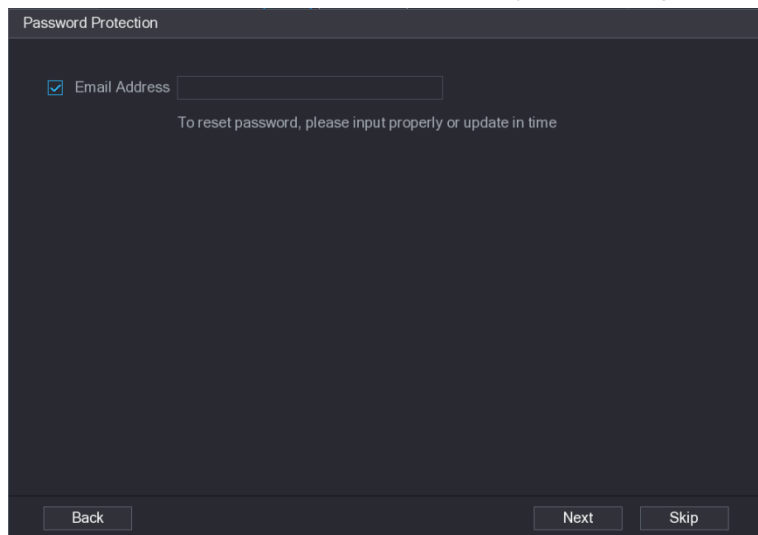 Password Protection
Email Address
To reset password, please input properly or update in time
Back Next Skip